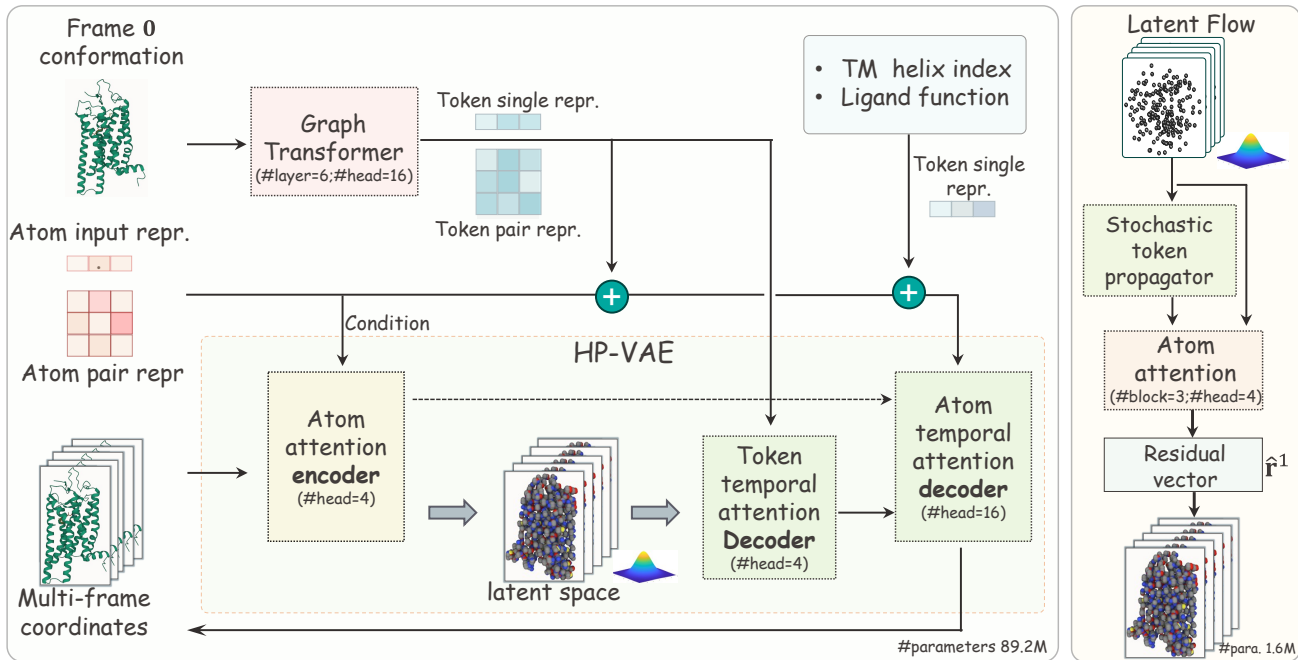 Frame 0
conformation
Graph
Transformer
(#layer=6;#head=16)
Token single repr.
Token pair repr.
• TM helix index
• Ligand function
Token single
repr.
Atom input repr.
Atom pair repr
Condition
+
+
HP-VAE
Atom
attention
encoder
(#head=4)
latent space
Token
temporal
attention
Decoder
(#head=4)
Atom
temporal
attention
decoder
(#head=16)
Multi-frame
coordinates
#parameters 89.2M
Latent Flow
Stochastic
token
propagator
Atom
attention
(#block=3;#head=4)
Residual
vector
r̂¹
#para. 1.6M